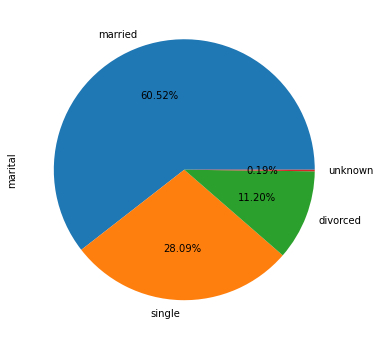 married
60.52%
marital
0.19%
unknown
11.20%
divorced
28.09%
single